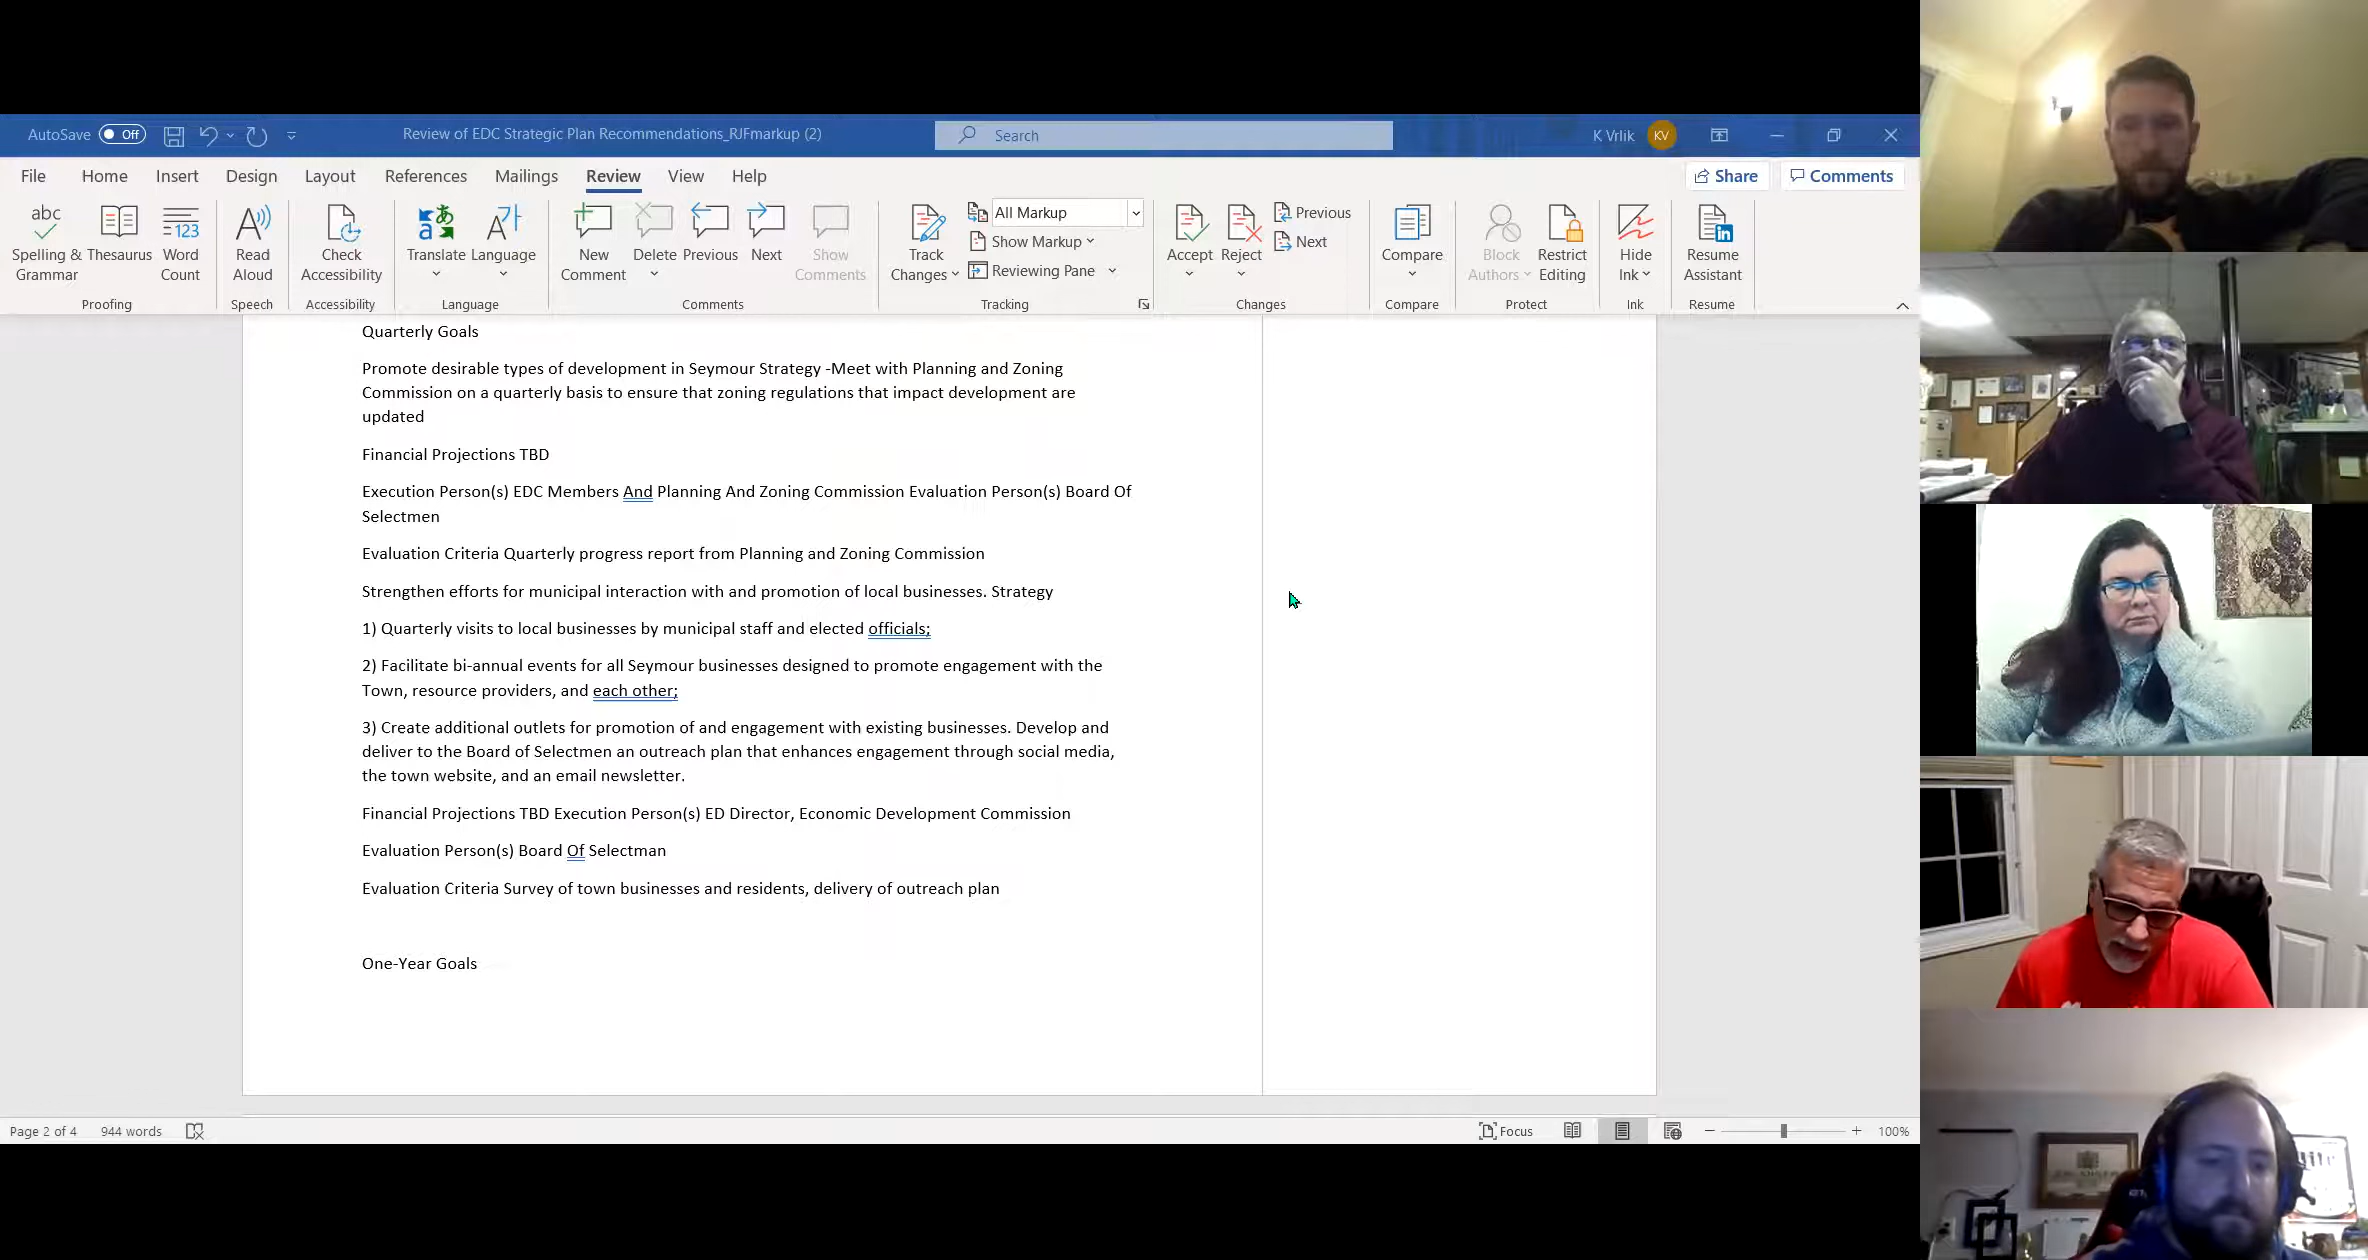 AutoSave Off Review of EDC Strategic Plan Recommendations_RJFmarkup (2) Search K Vrlik KV
File Home Insert Design Layout References Mailings Review View Help Share Comments
Spelling & Grammar
Thesaurus
Word Count
Read Aloud
Check Accessibility
Translate
Language
New Comment
Delete
Previous
Next
Show Comments
Track Changes
All Markup
Show Markup
Reviewing Pane
Accept
Reject
Previous
Next
Compare
Block Authors
Restrict Editing
Hide Ink
Resume Assistant
Proofing Speech Accessibility Language Comments Tracking Changes Compare Protect Ink Resume
Quarterly Goals
Promote desirable types of development in Seymour Strategy -Meet with Planning and Zoning
Commission on a quarterly basis to ensure that zoning regulations that impact development are
updated
Financial Projections TBD
Execution Person(s) EDC Members And Planning And Zoning Commission Evaluation Person(s) Board Of
Selectmen
Evaluation Criteria Quarterly progress report from Planning and Zoning Commission
Strengthen efforts for municipal interaction with and promotion of local businesses. Strategy
1) Quarterly visits to local businesses by municipal staff and elected officials;
2) Facilitate bi-annual events for all Seymour businesses designed to promote engagement with the
Town, resource providers, and each other;
3) Create additional outlets for promotion of and engagement with existing businesses. Develop and
deliver to the Board of Selectmen an outreach plan that enhances engagement through social media,
the town website, and an email newsletter.
Financial Projections TBD Execution Person(s) ED Director, Economic Development Commission
Evaluation Person(s) Board Of Selectman
Evaluation Criteria Survey of town businesses and residents, delivery of outreach plan
One-Year Goals
Page 2 of 4 944 words Focus 100%